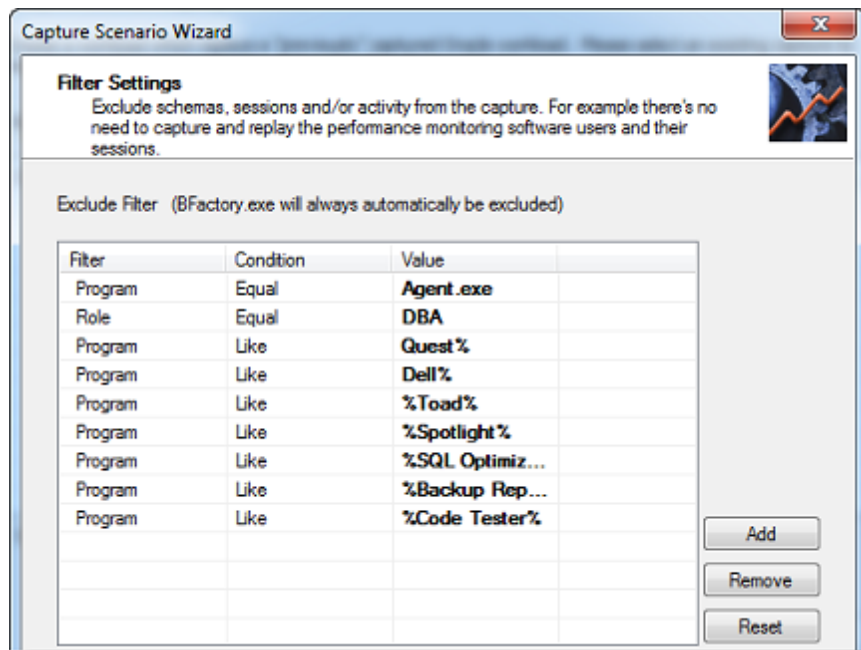 Capture Scenario Wizard
Filter Settings
Exclude schemas, sessions and/or activity from the capture. For example there's no
need to capture and replay the performance monitoring software users and their
sessions.
Exclude Filter (BFactory.exe will always automatically be excluded)
Filter Condition Value
Program Equal Agent.exe
Role Equal DBA
Program Like Quest%
Program Like Dell%
Program Like %Toad%
Program Like %Spotlight%
Program Like %SQL Optimiz...
Program Like %Backup Rep...
Program Like %Code Tester%
Add
Remove
Reset